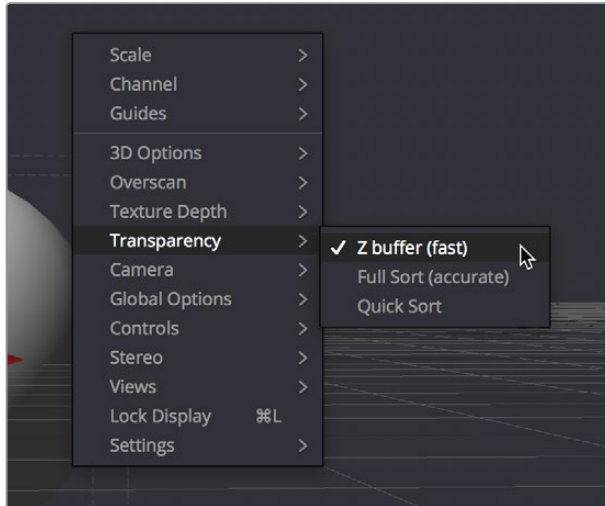 Scale
Channel
Guides
3D Options
Overscan
Texture Depth
Transparency
Z buffer (fast)
Full Sort (accurate)
Quick Sort
Camera
Global Options
Controls
Stereo
Views
Lock Display ⌘L
Settings